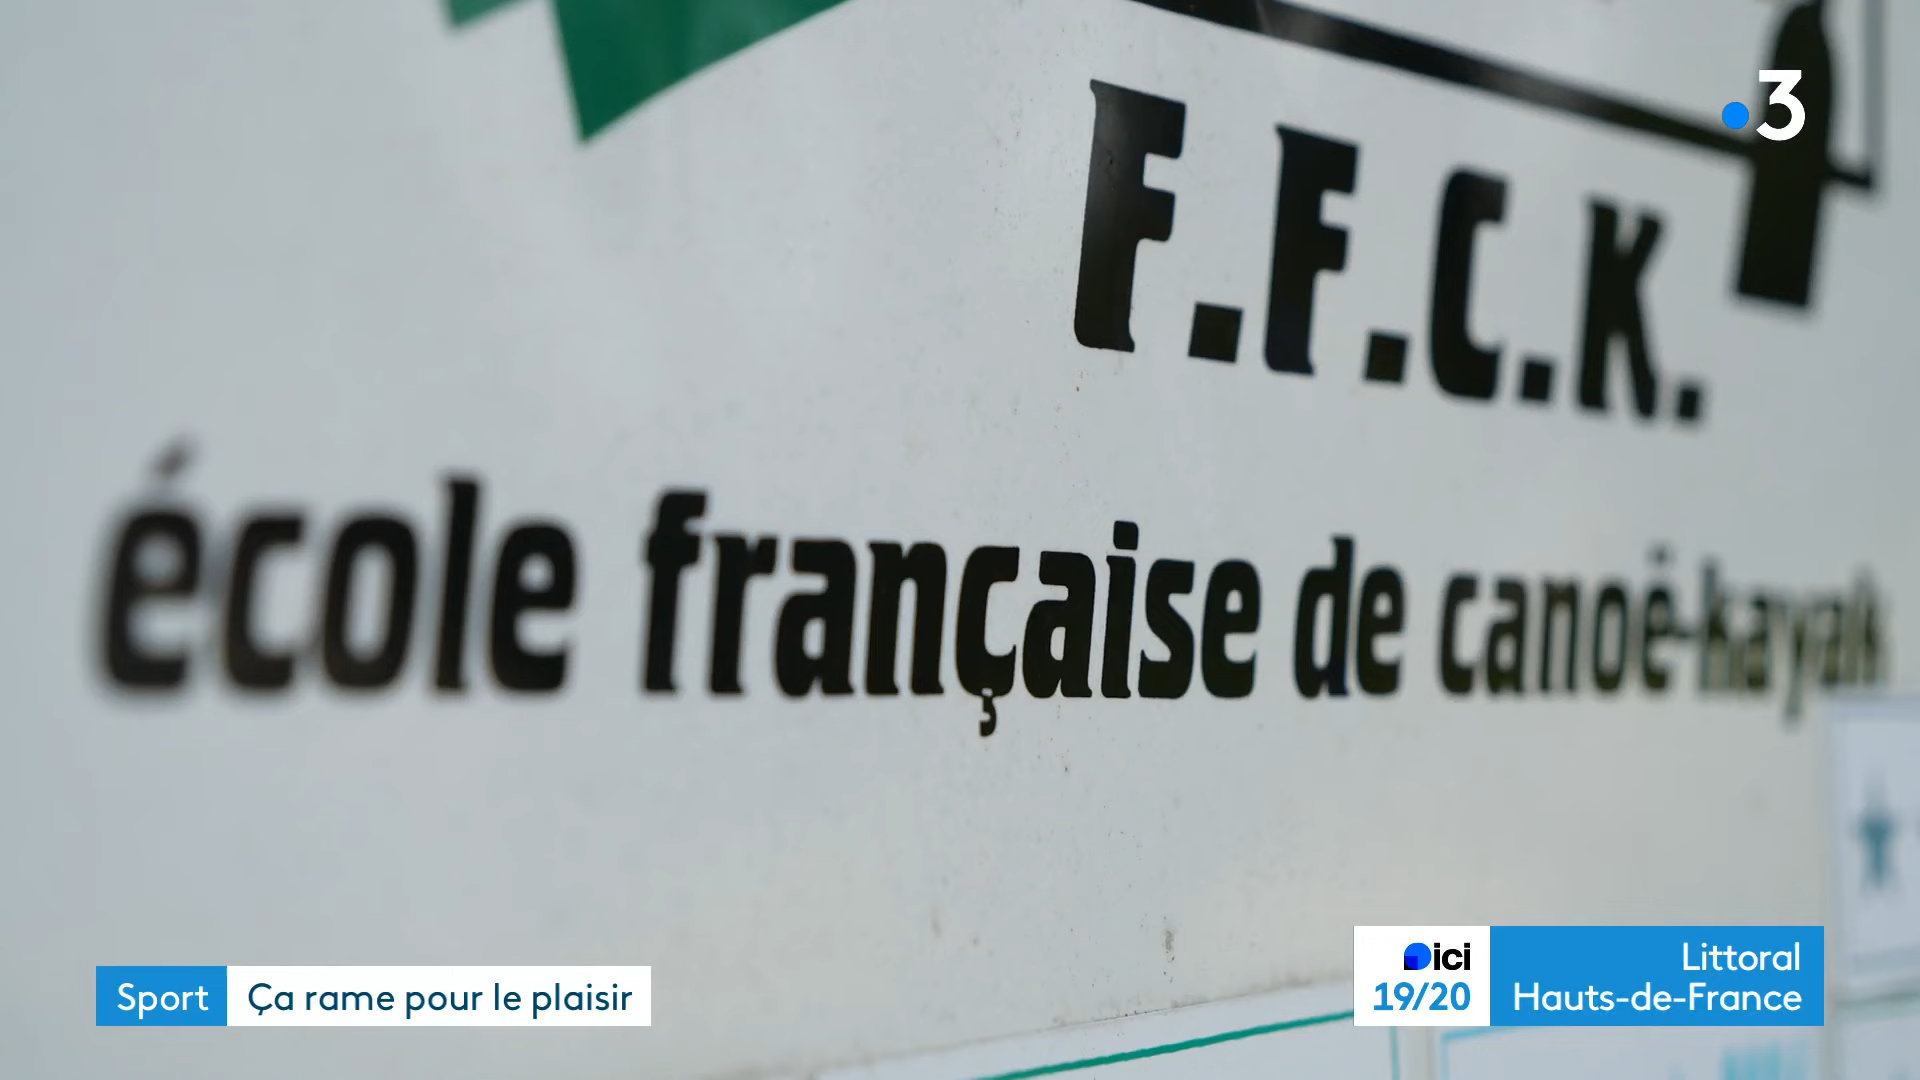 3
F.F.C.K.
école française de canoë-kayak
Sport
Ça rame pour le plaisir
ici
19/20
Littoral
Hauts-de-France